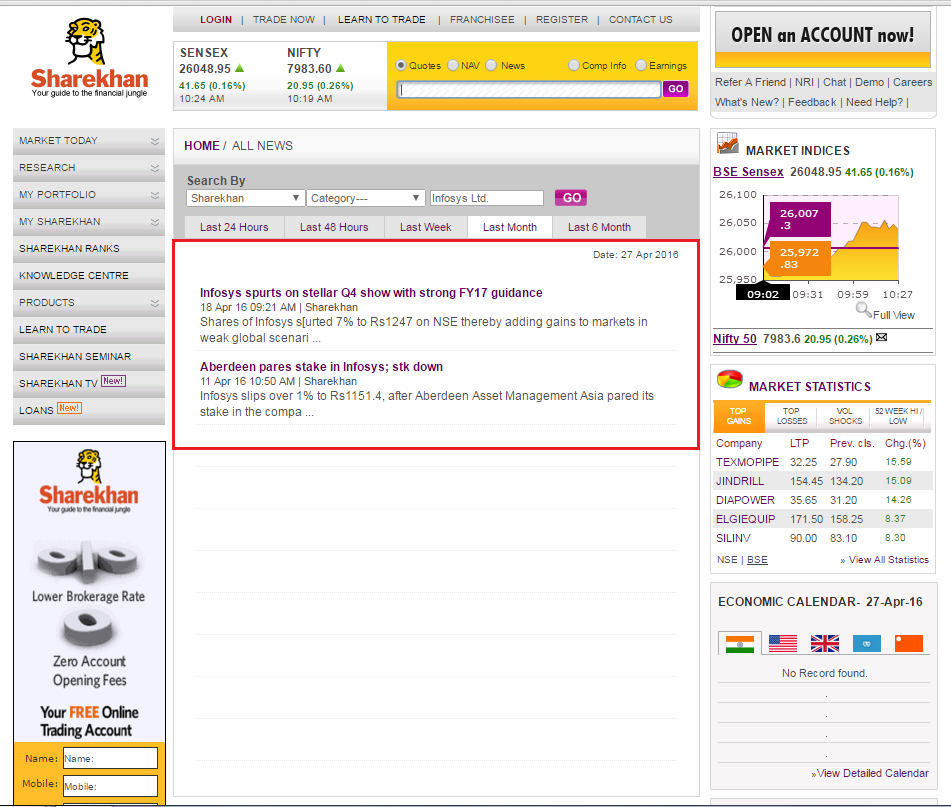 Sharekhan
Your guide to the financial jungle
LOGIN | TRADE NOW | LEARN TO TRADE | FRANCHISEE | REGISTER | CONTACT US
SENSEX
26048.95
41.65 (0.16%)
10:24 AM
NIFTY
7983.60
20.95 (0.26%)
10:19 AM
Quotes NAV News Comp Info Earnings
GO
OPEN an ACCOUNT now!
Refer A Friend | NRI | Chat | Demo | Careers
What's New? | Feedback | Need Help? |
MARKET TODAY
RESEARCH
MY PORTFOLIO
MY SHAREKHAN
SHAREKHAN RANKS
KNOWLEDGE CENTRE
PRODUCTS
LEARN TO TRADE
SHAREKHAN SEMINAR
SHAREKHAN TV New!
LOANS New!
Sharekhan
Your guide to the financial jungle
Lower Brokerage Rate
Zero Account
Opening Fees
Your FREE Online
Trading Account
Name: Name:
Mobile: Mobile:
HOME / ALL NEWS
Search By
Sharekhan Category--- Infosys Ltd. GO
Last 24 Hours Last 48 Hours Last Week Last Month Last 6 Month
Date: 27 Apr 2016
Infosys spurts on stellar Q4 show with strong FY17 guidance
18 Apr 16 09:21 AM | Sharekhan
Shares of Infosys s[urted 7% to Rs1247 on NSE thereby adding gains to markets in
weak global scenari ...
Aberdeen pares stake in Infosys; stk down
11 Apr 16 10:50 AM | Sharekhan
Infosys slips over 1% to Rs1151.4, after Aberdeen Asset Management Asia pared its
stake in the compa ...
MARKET INDICES
BSE Sensex 26048.95 41.65 (0.16%)
26,100
26,050
26,000
25,950
26,007
.3
25,972
.83
09:02 09:31 09:59 10:27
Full View
Nifty 50 7983.6 20.95 (0.26%)
MARKET STATISTICS
TOP
GAINS
TOP
LOSSES
VOL
SHOCKS
52 WEEK HI /
LOW
Company LTP Prev. cls. Chg.(%)
TEXMOPIPE 32.25 27.90 15.59
JINDRILL 154.45 134.20 15.09
DIAPOWER 35.65 31.20 14.26
ELGIEQUIP 171.50 158.25 8.37
SILINV 90.00 83.10 8.30
NSE | BSE » View All Statistics
ECONOMIC CALENDAR- 27-Apr-16
No Record found.
.
.
.
.
»View Detailed Calendar